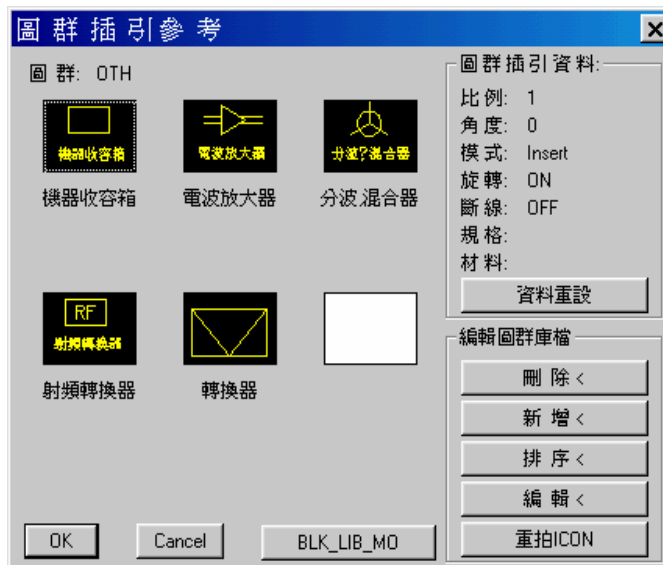 圖群插引參考
圖群: OTH
機器收容箱
電波放大器
分波?混合器
機器收容箱
電波放大器
分波.混合器
RF
射頻轉換器
射頻轉換器
轉換器
OK
Cancel
BLK_LIB_MO
圖群插引資料:
比例: 1
角度: 0
模式: Insert
旋轉: ON
斷線: OFF
規格:
材料:
資料重設
編輯圖群庫檔
刪除<
新增<
排序<
編輯<
重拍ICON